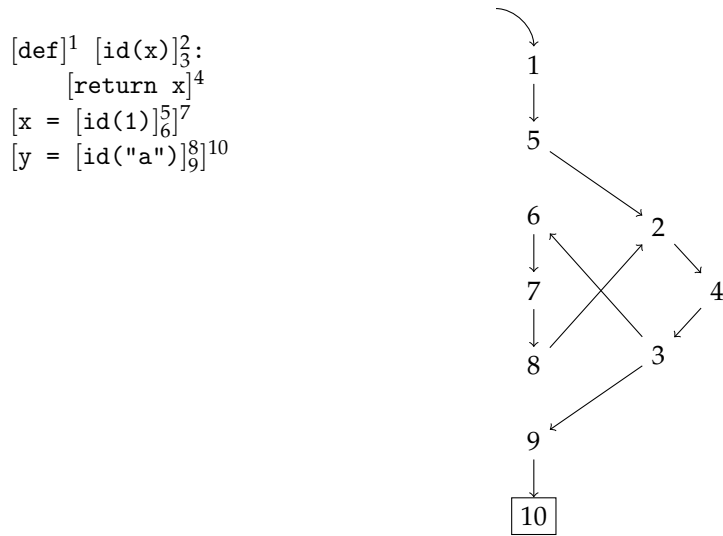 [def]¹ [id(x)]²₃:
[return x]⁴
[x = [id(1)]⁵₆]⁷
[y = [id("a")]⁸₉]¹⁰
1
5
6
2
7
4
8
3
9
10